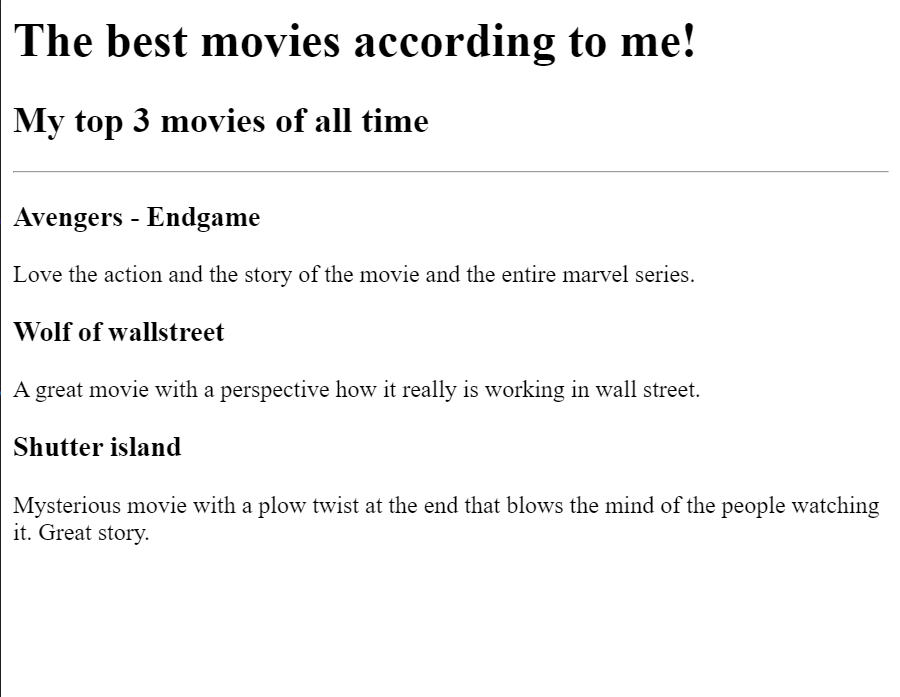 The best movies according to me!
My top 3 movies of all time
Avengers - Endgame
Love the action and the story of the movie and the entire marvel series.
Wolf of wallstreet
A great movie with a perspective how it really is working in wall street.
Shutter island
Mysterious movie with a plow twist at the end that blows the mind of the people watching
it. Great story.